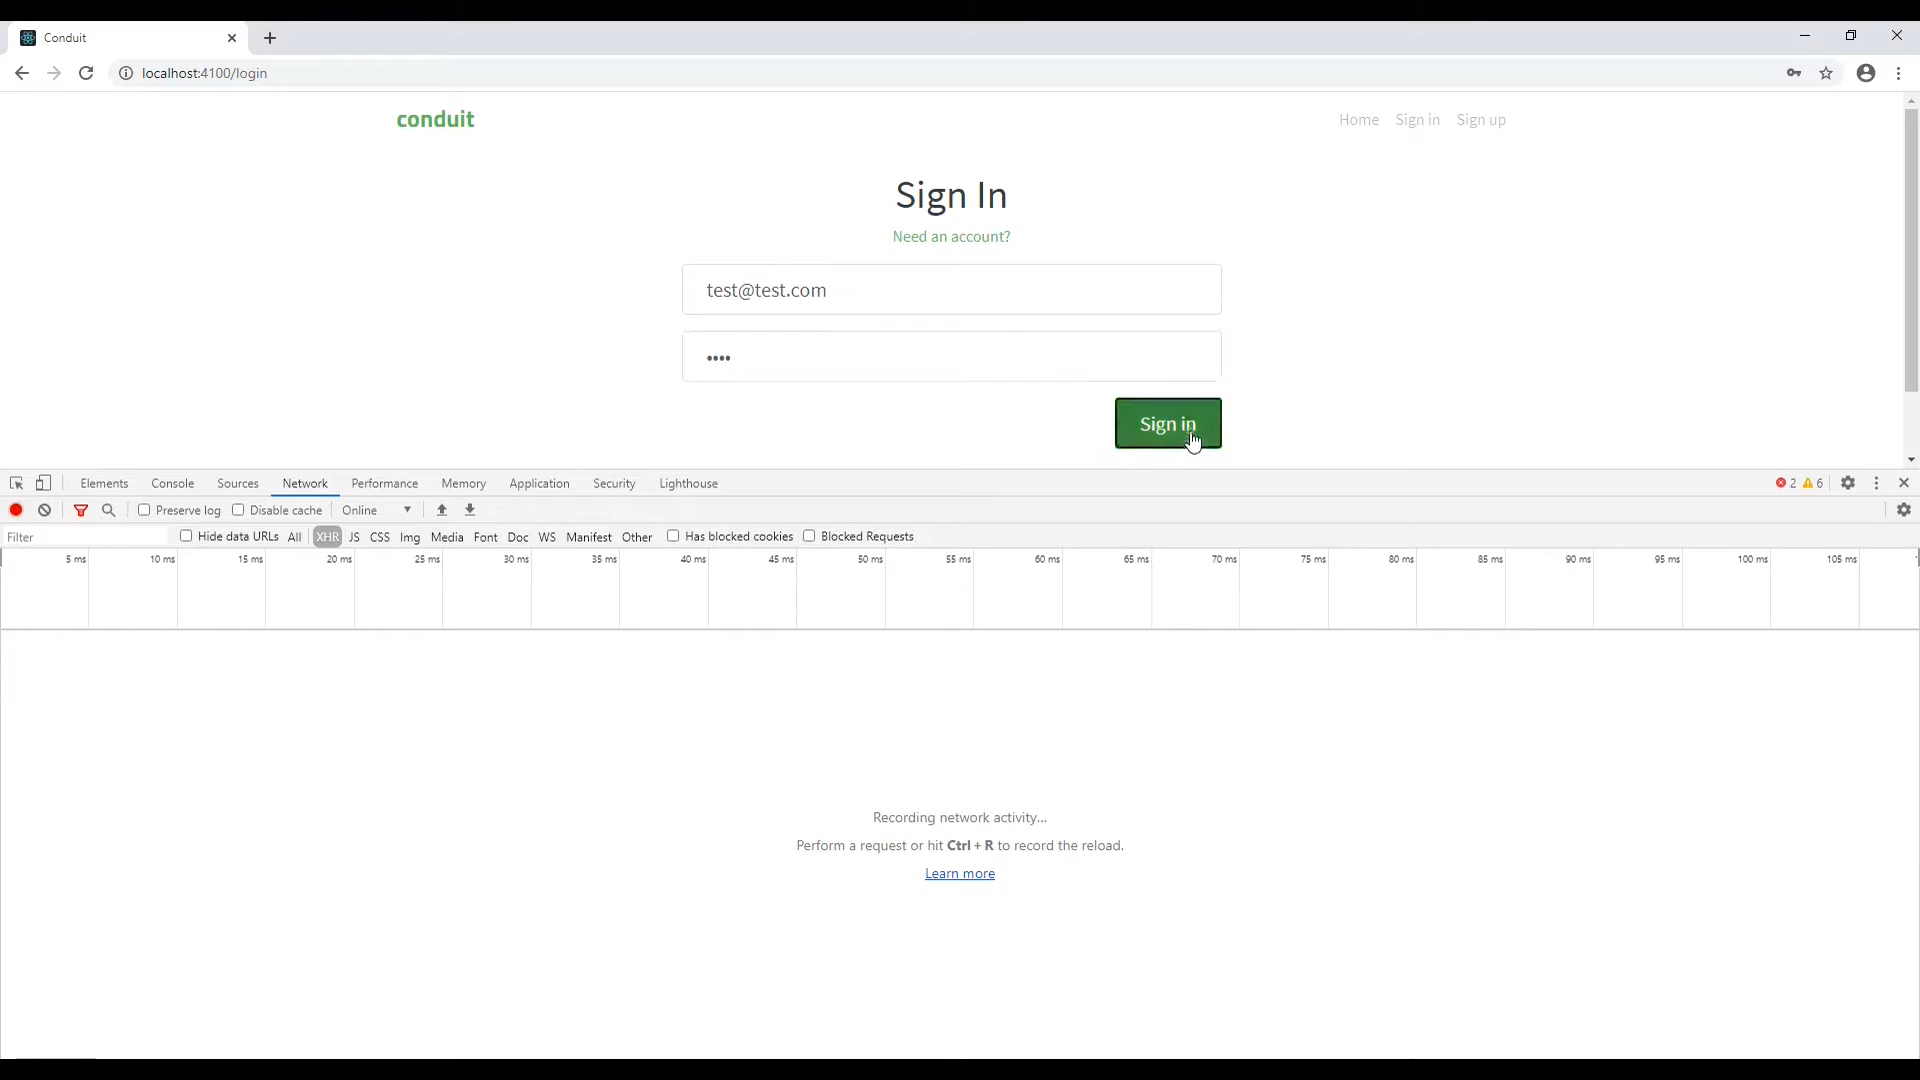 Conduit
localhost:4100/login
conduit
Home Sign in Sign up
Sign In
Need an account?
test@test.com
••••
Sign in
Elements Console Sources Network Performance Memory Application Security Lighthouse 2 6
Preserve log Disable cache Online
Filter Hide data URLs All XHR JS CSS Img Media Font Doc WS Manifest Other Has blocked cookies Blocked Requests
5 ms 10 ms 15 ms 20 ms 25 ms 30 ms 35 ms 40 ms 45 ms 50 ms 55 ms 60 ms 65 ms 70 ms 75 ms 80 ms 85 ms 90 ms 95 ms 100 ms 105 ms
Recording network activity...
Perform a request or hit Ctrl + R to record the reload.
Learn more